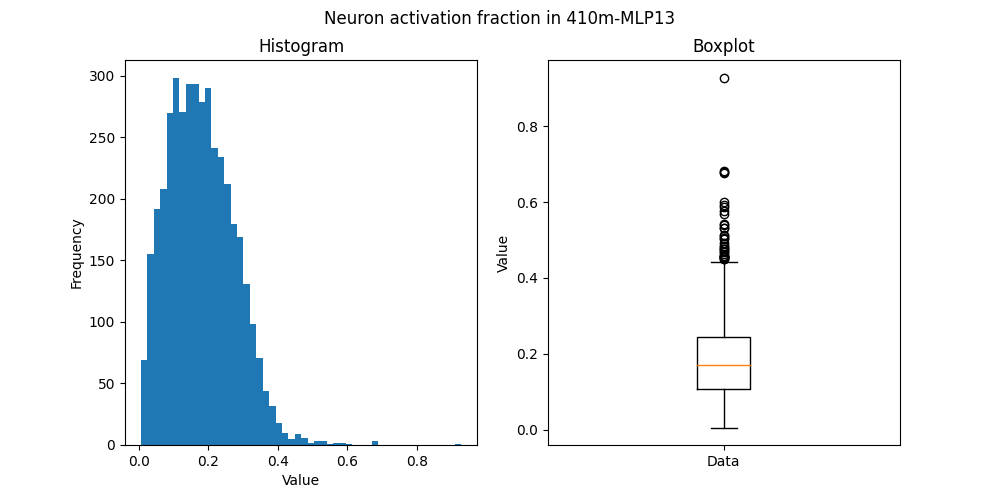 Neuron activation fraction in 410m-MLP13
Histogram
Frequency
300
250
200
150
100
50
0
0.0 0.2 0.4 0.6 0.8
Value
Boxplot
Value
0.8
0.6
0.4
0.2
0.0
Data